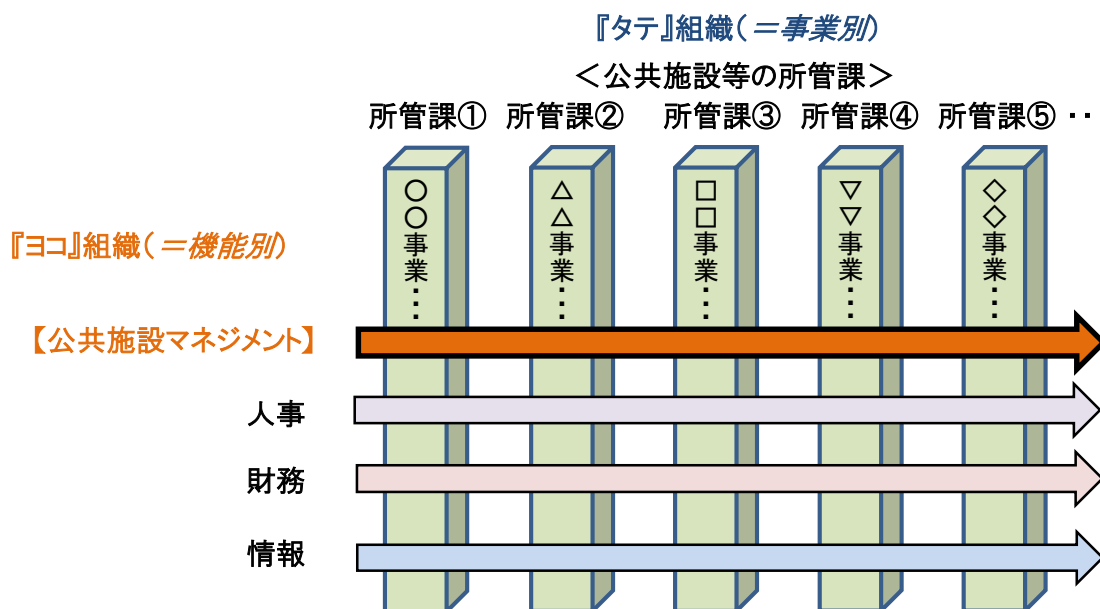 『タテ』組織(＝事業別)
＜公共施設等の所管課＞
所管課① 所管課② 所管課③ 所管課④ 所管課⑤ ・・
○○事業・・・
△△事業・・・
□□事業・・・
▽▽事業・・・
◇◇事業・・・
『ヨコ』組織(＝機能別)
【公共施設マネジメント】
人事
財務
情報